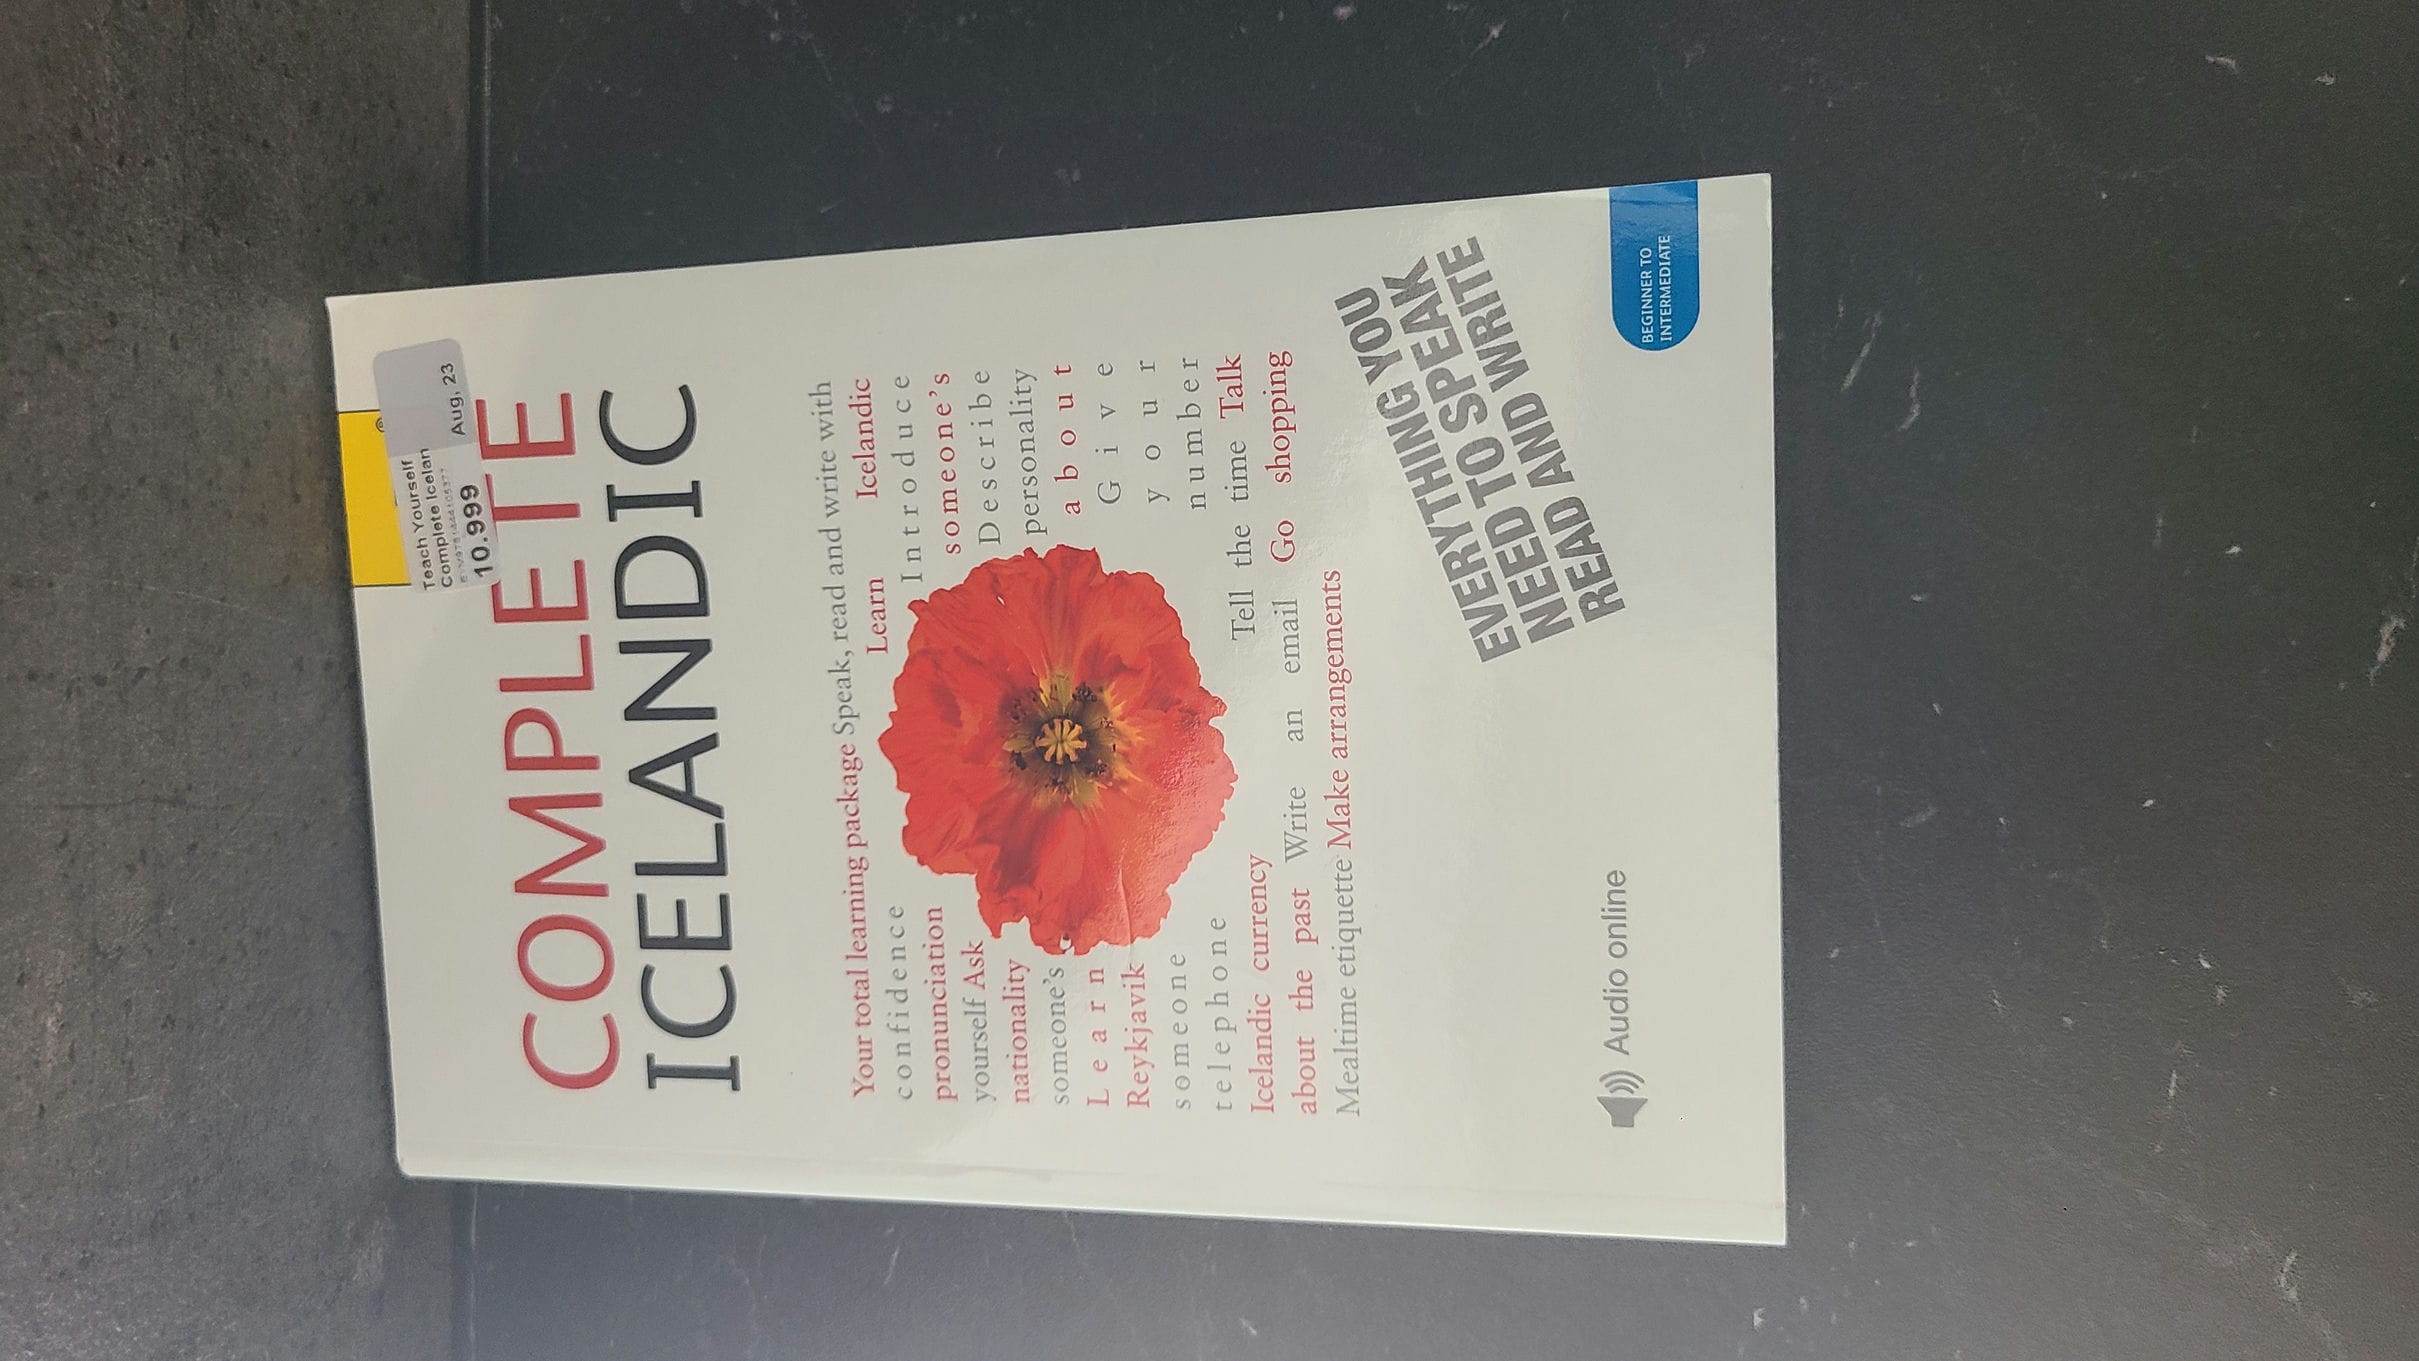 ®
Teach Yourself
Complete Icelan
10.999
Aug, 23
COMPLETE
ICELANDIC
Your total learning package Speak, read and write with
confidence Learn Icelandic
pronunciation Introduce
yourself Ask someone's
nationality Describe
someone's personality
Learn about
Reykjavik Give
someone your
telephone number
Icelandic currency Tell the time Talk
about the past Write an email Go shopping
Mealtime etiquette Make arrangements
EVERYTHING YOU
NEED TO SPEAK
READ AND WRITE
Audio online
BEGINNER TO
INTERMEDIATE